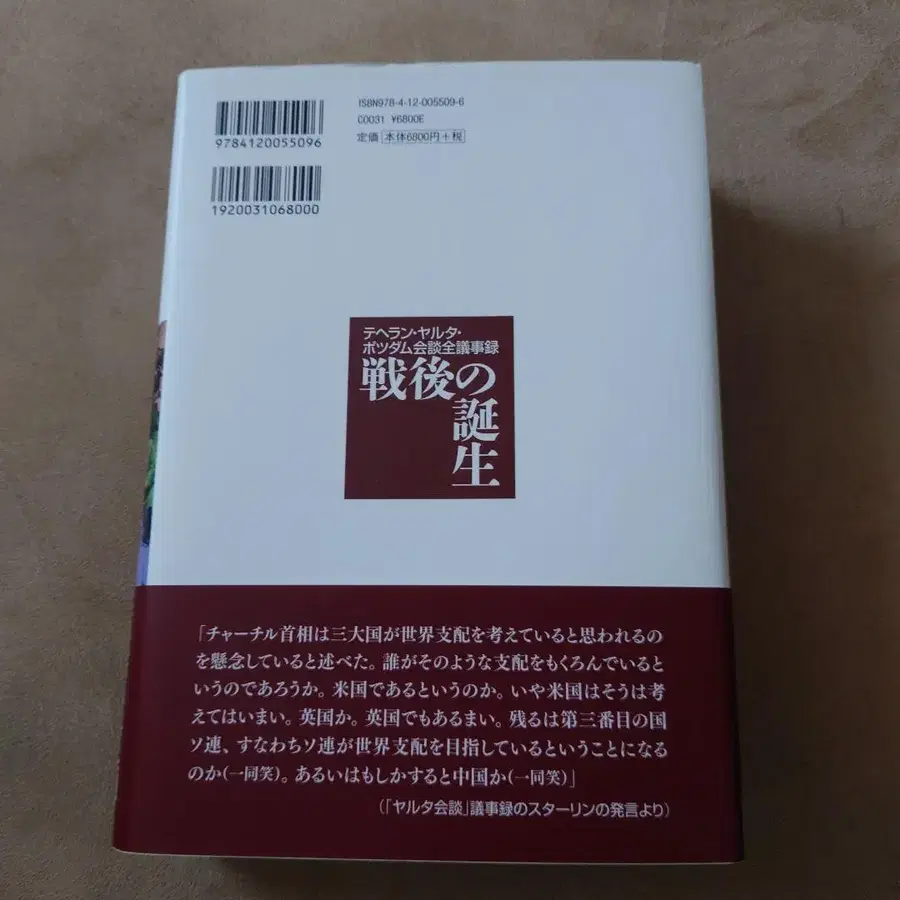 ISBN978-4-12-005509-6
C0031 ¥6800E
定価 本体6800円+税
9784120055096
1920031068000
テヘラン・ヤルタ・
ポツダム会談全議事録
戦後の
誕生
「チャーチル首相は三大国が世界支配を考えていると思われるの
を懸念していると述べた。誰がそのような支配をもくろんでいると
いうのであろうか。米国であるというのか。いや米国はそうは考
えてはいまい。英国か。英国でもあるまい。残るは第三番目の国
ソ連、すなわちソ連が世界支配を目指しているということになる
のか(一同笑)。あるいはもしかすると中国か(一同笑)」
(「ヤルタ会談」議事録のスターリンの発言より)